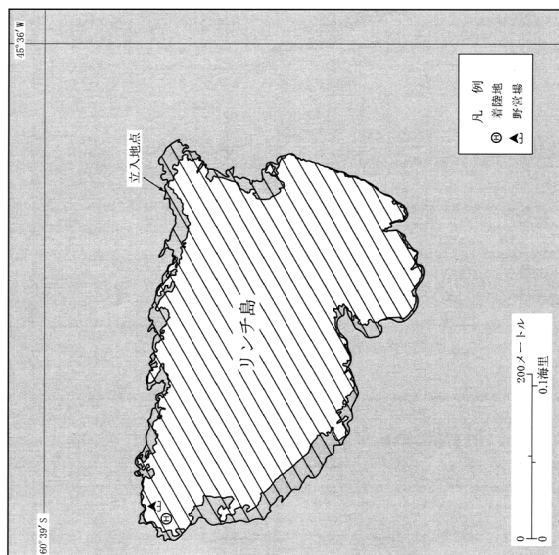 45°36′W
60°39′S
立入地点
リンチ島
凡 例
Ⓗ 着陸地
野営場
0 200メートル
0 0.1海里